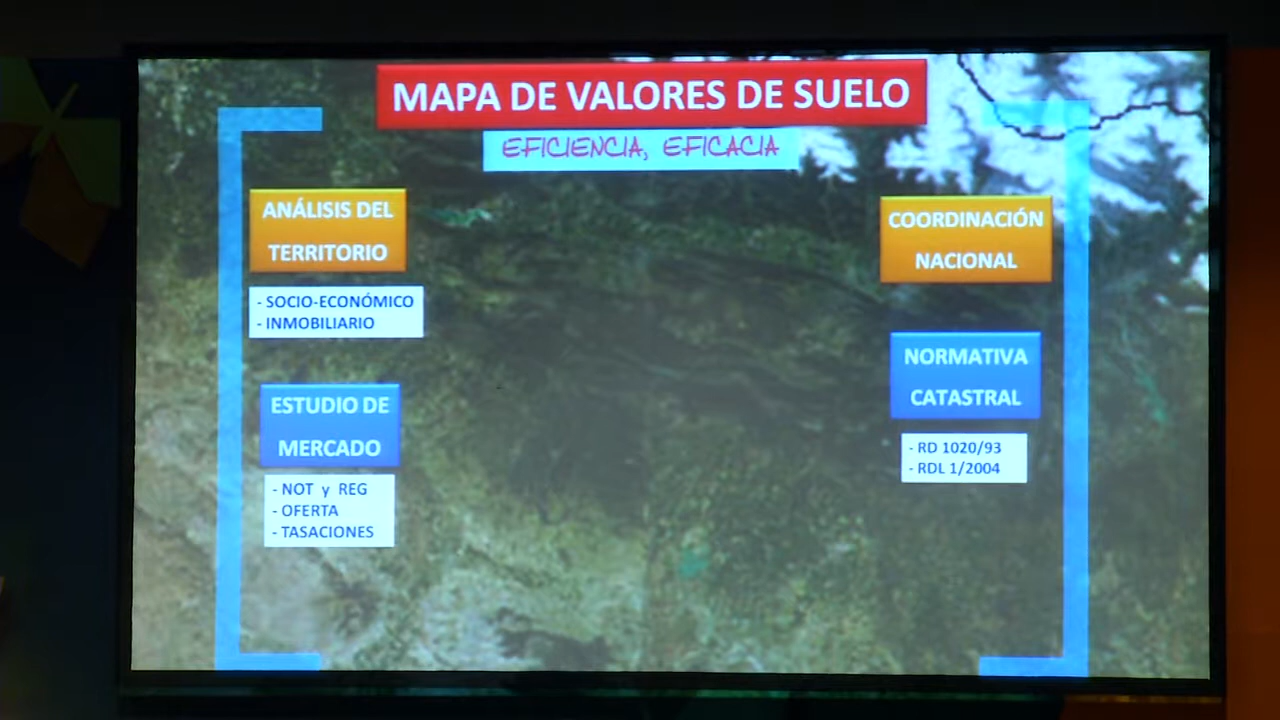 MAPA DE VALORES DE SUELO
EFICIENCIA, EFICACIA
ANÁLISIS DEL
TERRITORIO
- SOCIO-ECONÓMICO
- INMOBILIARIO
ESTUDIO DE
MERCADO
- NOT y REG
- OFERTA
- TASACIONES
COORDINACIÓN
NACIONAL
NORMATIVA
CATASTRAL
- RD 1020/93
- RDL 1/2004